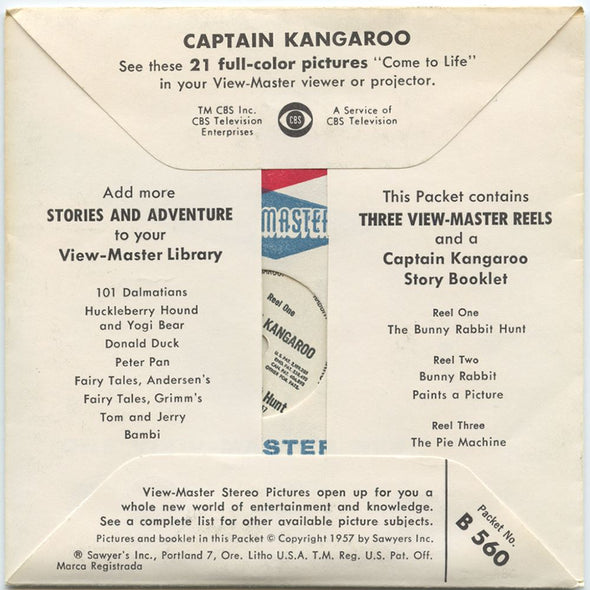 CAPTAIN KANGAROO
See these 21 full-color pictures "Come to Life"
in your View-Master viewer or projector.
TM CBS Inc.
CBS Television
Enterprises
CBS
A Service of
CBS Television
Add more
STORIES AND ADVENTURE
to your
View-Master Library
101 Dalmatians
Huckleberry Hound
and Yogi Bear
Donald Duck
Peter Pan
Fairy Tales, Andersen's
Fairy Tales, Grimm's
Tom and Jerry
Bambi
MASTER
Reel One
KANGAROO
Hunt
STER
This Packet contains
THREE VIEW-MASTER REELS
and a
Captain Kangaroo
Story Booklet
Reel One
The Bunny Rabbit Hunt
Reel Two
Bunny Rabbit
Paints a Picture
Reel Three
The Pie Machine
View-Master Stereo Pictures open up for you a
whole new world of entertainment and knowledge.
See a complete list for other available picture subjects.
Pictures and booklet in this Packet © Copyright 1957 by Sawyers Inc.
® Sawyer's Inc., Portland 7, Ore. Litho U.S.A. T.M. Reg. U.S. Pat. Off.
Marca Registrada
Packet No.
B 560